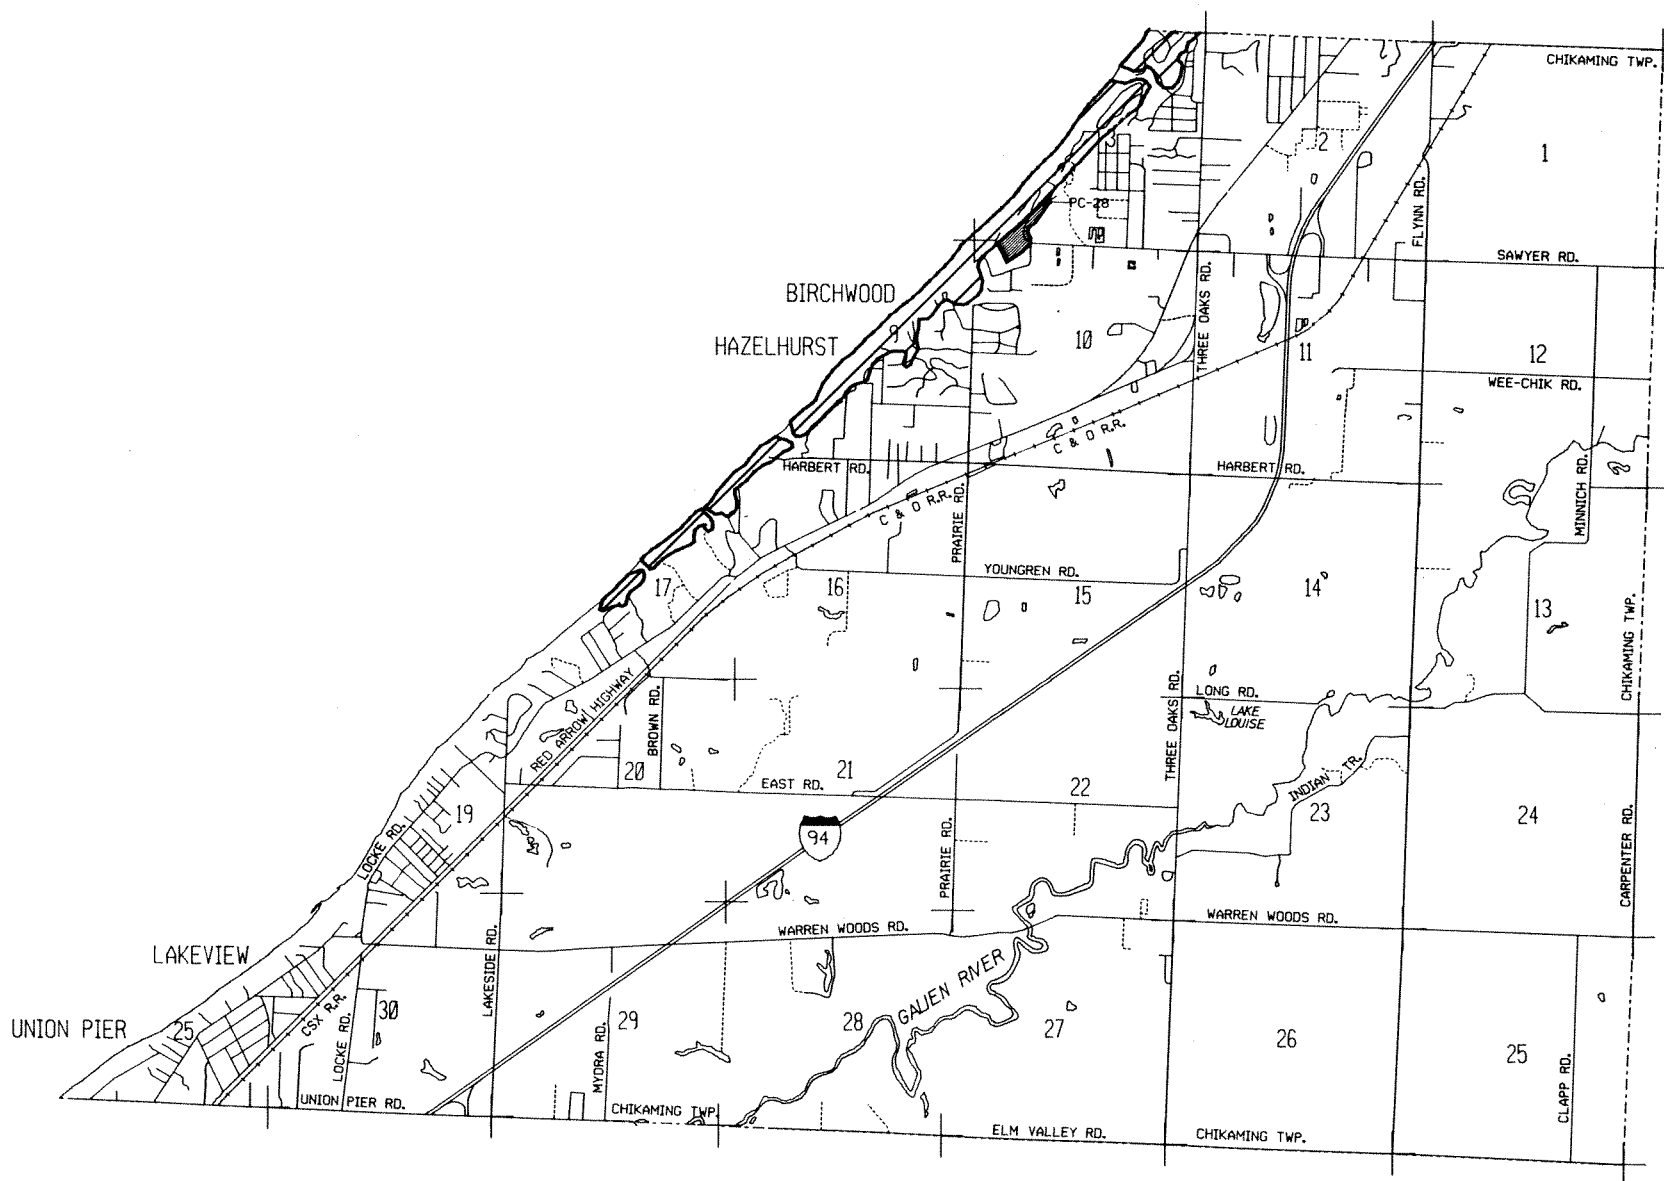 CHIKAMING TWP.
1
2
3
PC-28
FLYNN RD.
SAWYER RD.
THREE OAKS RD.
BIRCHWOOD
HAZELHURST
10
11
12
WEE-CHIK RD.
C & O R.R.
HARBERT RD.
HARBERT RD.
C & O R.R.
PRAIRIE RD.
MINNICH RD.
YOUNGREN RD.
17
16
15
14
13
CHIKAMING TWP.
RED ARROW HIGHWAY
BROWN RD.
THREE OAKS RD.
LONG RD.
LAKE
LOUISE
20
21
EAST RD.
22
INDIAN TR.
23
24
19
LOCKE RD.
94
PRAIRIE RD.
CARPENTER RD.
WARREN WOODS RD.
WARREN WOODS RD.
LAKEVIEW
LAKESIDE RD.
GALIEN RIVER
UNION PIER
25
CSX R.R.
LOCKE RD.
30
29
MYDRA RD.
28
27
26
25
CLAPP RD.
UNION PIER RD.
CHIKAMING TWP.
ELM VALLEY RD.
CHIKAMING TWP.